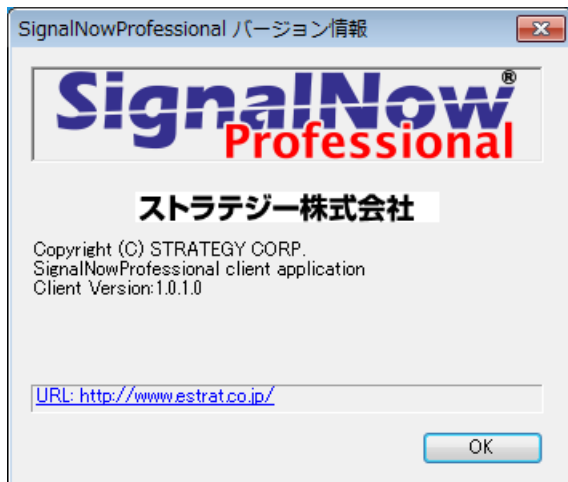 SignalNowProfessional バージョン情報
SignalNow®
Professional
ストラテジー株式会社
Copyright (C) STRATEGY CORP.
SignalNowProfessional client application
Client Version:1.0.1.0
URL: http://www.estrat.co.jp/
OK